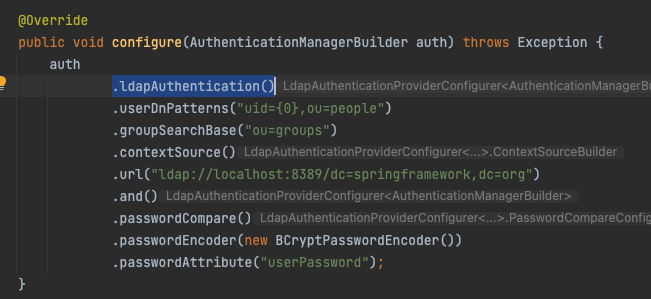 @Override
public void configure(AuthenticationManagerBuilder auth) throws Exception {
auth
.ldapAuthentication() LdapAuthenticationProviderConfigurer<AuthenticationManagerBu
.userDnPatterns("uid={0},ou=people")
.groupSearchBase("ou=groups")
.contextSource() LdapAuthenticationProviderConfigurer<...>.ContextSourceBuilder
.url("ldap://localhost:8389/dc=springframework,dc=org")
.and() LdapAuthenticationProviderConfigurer<AuthenticationManagerBuilder>
.passwordCompare() LdapAuthenticationProviderConfigurer<...>.PasswordCompareConfig
.passwordEncoder(new BCryptPasswordEncoder())
.passwordAttribute("userPassword");
}